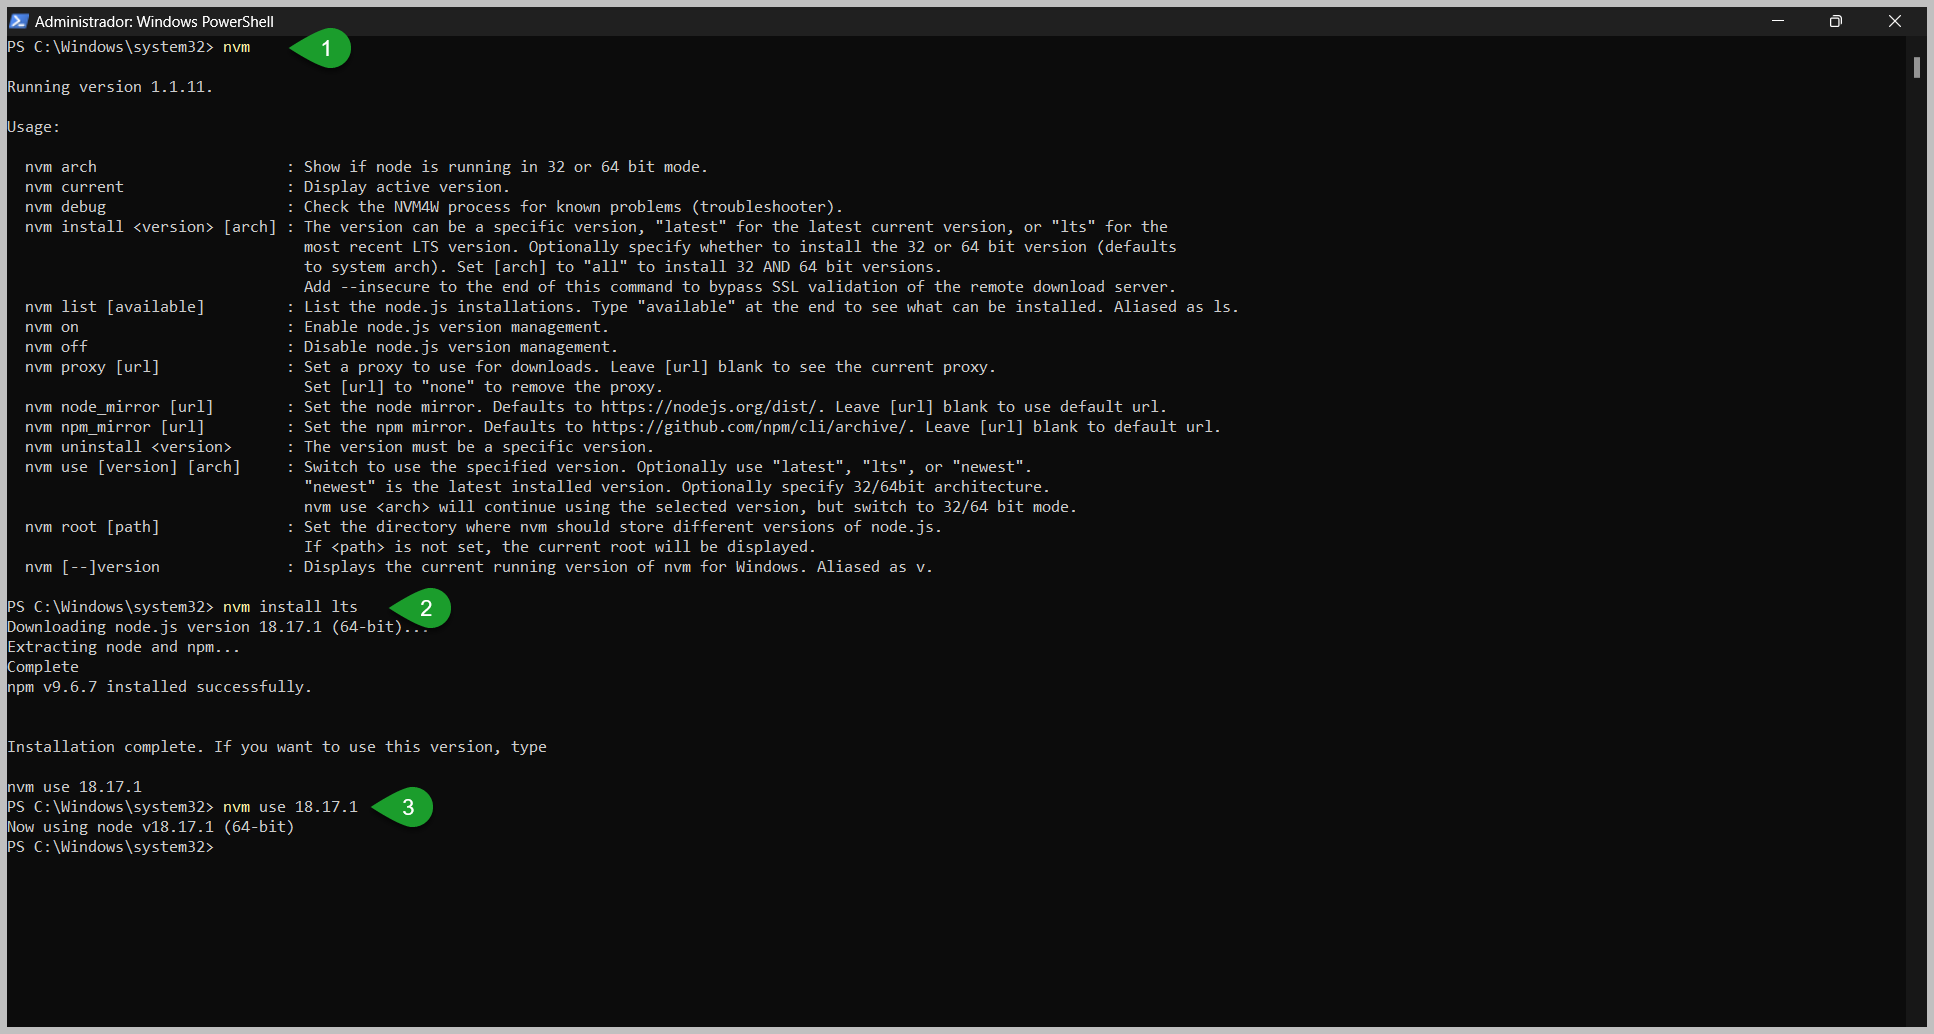 Administrador: Windows PowerShell
PS C:\Windows\system32> nvm
1
Running version 1.1.11.
Usage:
nvm arch : Show if node is running in 32 or 64 bit mode.
nvm current : Display active version.
nvm debug : Check the NVM4W process for known problems (troubleshooter).
nvm install <version> [arch] : The version can be a specific version, "latest" for the latest current version, or "lts" for the
most recent LTS version. Optionally specify whether to install the 32 or 64 bit version (defaults
to system arch). Set [arch] to "all" to install 32 AND 64 bit versions.
Add --insecure to the end of this command to bypass SSL validation of the remote download server.
nvm list [available] : List the node.js installations. Type "available" at the end to see what can be installed. Aliased as ls.
nvm on : Enable node.js version management.
nvm off : Disable node.js version management.
nvm proxy [url] : Set a proxy to use for downloads. Leave [url] blank to see the current proxy.
Set [url] to "none" to remove the proxy.
nvm node_mirror [url] : Set the node mirror. Defaults to https://nodejs.org/dist/. Leave [url] blank to use default url.
nvm npm_mirror [url] : Set the npm mirror. Defaults to https://github.com/npm/cli/archive/. Leave [url] blank to default url.
nvm uninstall <version> : The version must be a specific version.
nvm use [version] [arch] : Switch to use the specified version. Optionally use "latest", "lts", or "newest".
"newest" is the latest installed version. Optionally specify 32/64bit architecture.
nvm use <arch> will continue using the selected version, but switch to 32/64 bit mode.
nvm root [path] : Set the directory where nvm should store different versions of node.js.
If <path> is not set, the current root will be displayed.
nvm [--]version : Displays the current running version of nvm for Windows. Aliased as v.
PS C:\Windows\system32> nvm install lts
2
Downloading node.js version 18.17.1 (64-bit)...
Extracting node and npm...
Complete
npm v9.6.7 installed successfully.
Installation complete. If you want to use this version, type
nvm use 18.17.1
PS C:\Windows\system32> nvm use 18.17.1
3
Now using node v18.17.1 (64-bit)
PS C:\Windows\system32>